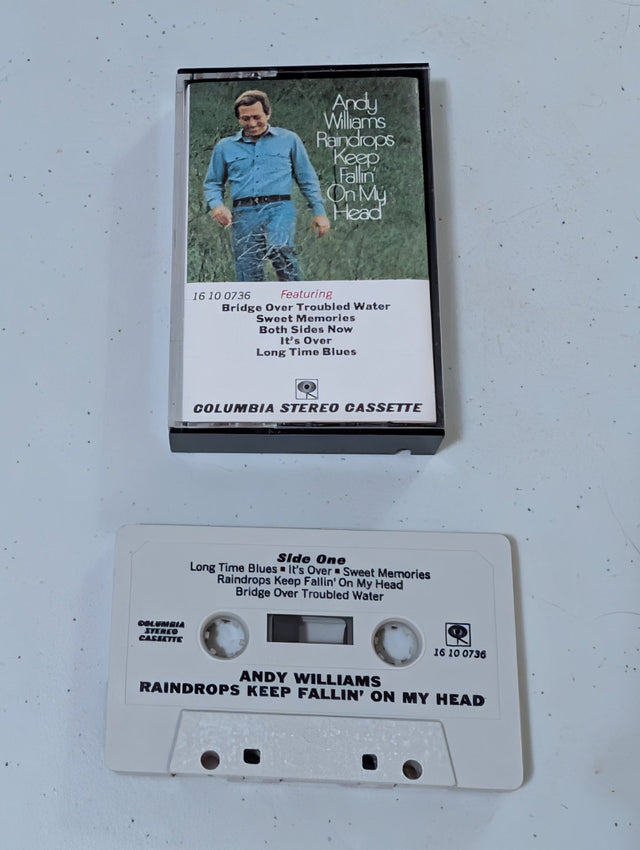 Andy
Williams
Raindrops
Keep
Fallin'
On My
Head
16 10 0736 Featuring
Bridge Over Troubled Water
Sweet Memories
Both Sides Now
It's Over
Long Time Blues
COLUMBIA STEREO CASSETTE
Side One
Long Time Blues ▪ It's Over ▪ Sweet Memories
Raindrops Keep Fallin' On My Head
Bridge Over Troubled Water
COLUMBIA
STEREO
CASSETTE
16 10 0736
ANDY WILLIAMS
RAINDROPS KEEP FALLIN' ON MY HEAD